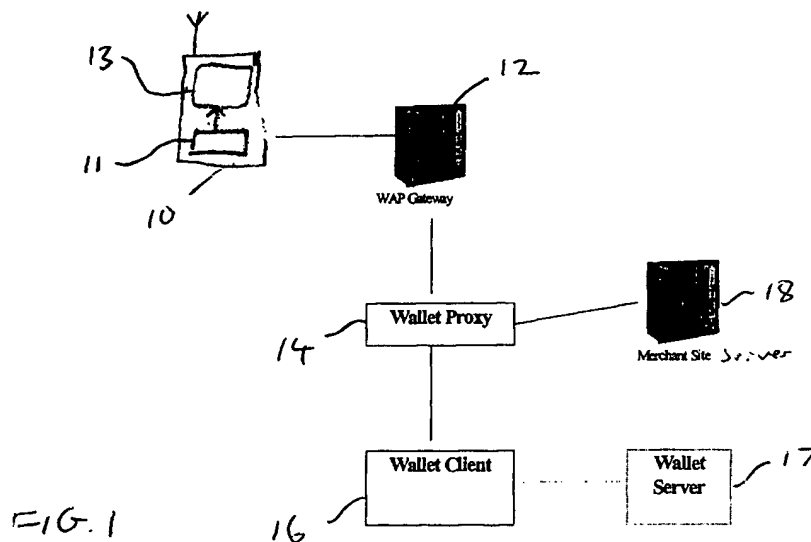 13
12
11
10
WAP Gateway
Wallet Proxy
14
18
Merchant Site Server
Wallet Client
Wallet Server
17
16
FIG. 1